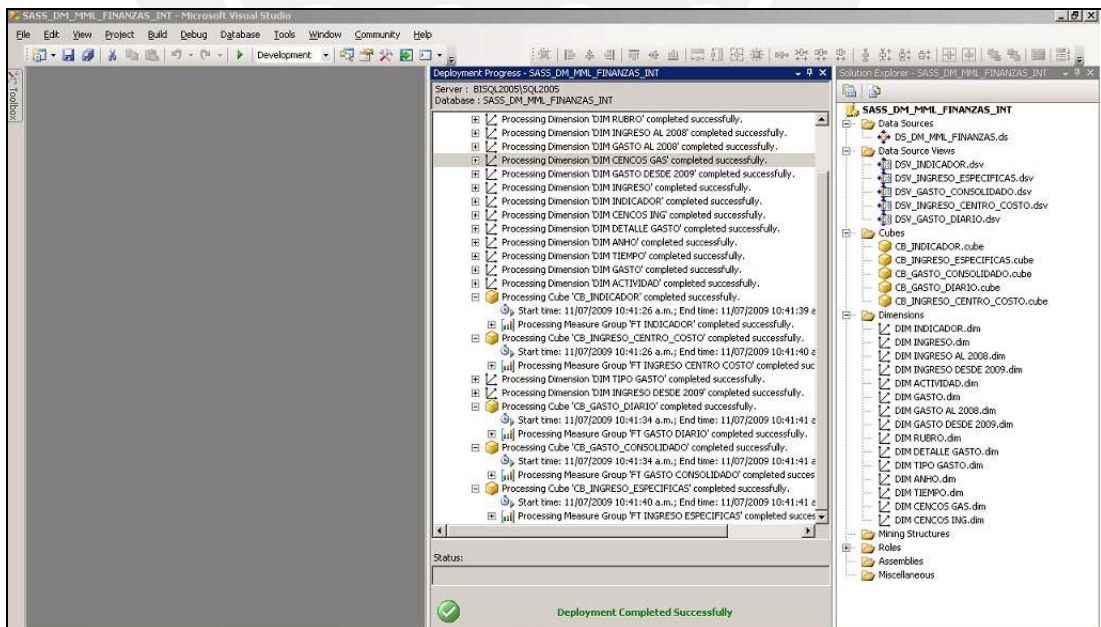 SASS_DM_MML_FINANZAS_INT - Microsoft Visual Studio
File Edit View Project Build Debug Database Tools Window Community Help
Development
Toolbox
Deployment Progress - SASS_DM_MML_FINANZAS_INT
Server : BISQL2005\SQL2005
Database : SASS_DM_MML_FINANZAS_INT
Processing Dimension 'DIM RUBRO' completed successfully.
Processing Dimension 'DIM INGRESO AL 2008' completed successfully.
Processing Dimension 'DIM GASTO AL 2008' completed successfully.
Processing Dimension 'DIM CENCOS GAS' completed successfully.
Processing Dimension 'DIM GASTO DESDE 2009' completed successfully.
Processing Dimension 'DIM INGRESO' completed successfully.
Processing Dimension 'DIM INDICADOR' completed successfully.
Processing Dimension 'DIM CENCOS ING' completed successfully.
Processing Dimension 'DIM DETALLE GASTO' completed successfully.
Processing Dimension 'DIM ANHO' completed successfully.
Processing Dimension 'DIM TIEMPO' completed successfully.
Processing Dimension 'DIM GASTO' completed successfully.
Processing Dimension 'DIM ACTIVIDAD' completed successfully.
Processing Cube 'CB_INDICADOR' completed successfully.
Start time: 11/07/2009 10:41:26 a.m.; End time: 11/07/2009 10:41:39 a
Processing Measure Group 'FT INDICADOR' completed successfully.
Processing Cube 'CB_INGRESO_CENTRO_COSTO' completed successfully.
Start time: 11/07/2009 10:41:26 a.m.; End time: 11/07/2009 10:41:40 a
Processing Measure Group 'FT INGRESO CENTRO COSTO' completed suc
Processing Dimension 'DIM TIPO GASTO' completed successfully.
Processing Dimension 'DIM INGRESO DESDE 2009' completed successfully.
Processing Cube 'CB_GASTO_DIARIO' completed successfully.
Start time: 11/07/2009 10:41:34 a.m.; End time: 11/07/2009 10:41:41 a
Processing Measure Group 'FT GASTO DIARIO' completed successfully.
Processing Cube 'CB_GASTO_CONSOLIDADO' completed successfully.
Start time: 11/07/2009 10:41:34 a.m.; End time: 11/07/2009 10:41:41 a
Processing Measure Group 'FT GASTO CONSOLIDADO' completed succes
Processing Cube 'CB_INGRESO_ESPECIFICAS' completed successfully.
Start time: 11/07/2009 10:41:40 a.m.; End time: 11/07/2009 10:41:41 a
Processing Measure Group 'FT INGRESO ESPECIFICAS' completed succes
Status:
Deployment Completed Successfully
Solution Explorer - SASS_DM_MML_FINANZAS_INT
SASS_DM_MML_FINANZAS_INT
Data Sources
DS_DM_MML_FINANZAS.ds
Data Source Views
DSV_INDICADOR.dsv
DSV_INGRESO_ESPECIFICAS.dsv
DSV_GASTO_CONSOLIDADO.dsv
DSV_INGRESO_CENTRO_COSTO.dsv
DSV_GASTO_DIARIO.dsv
Cubes
CB_INDICADOR.cube
CB_INGRESO_ESPECIFICAS.cube
CB_GASTO_CONSOLIDADO.cube
CB_GASTO_DIARIO.cube
CB_INGRESO_CENTRO_COSTO.cube
Dimensions
DIM INDICADOR.dim
DIM INGRESO.dim
DIM INGRESO AL 2008.dim
DIM INGRESO DESDE 2009.dim
DIM ACTIVIDAD.dim
DIM GASTO.dim
DIM GASTO AL 2008.dim
DIM GASTO DESDE 2009.dim
DIM RUBRO.dim
DIM DETALLE GASTO.dim
DIM TIPO GASTO.dim
DIM ANHO.dim
DIM TIEMPO.dim
DIM CENCOS GAS.dim
DIM CENCOS ING.dim
Mining Structures
Roles
Assemblies
Miscellaneous